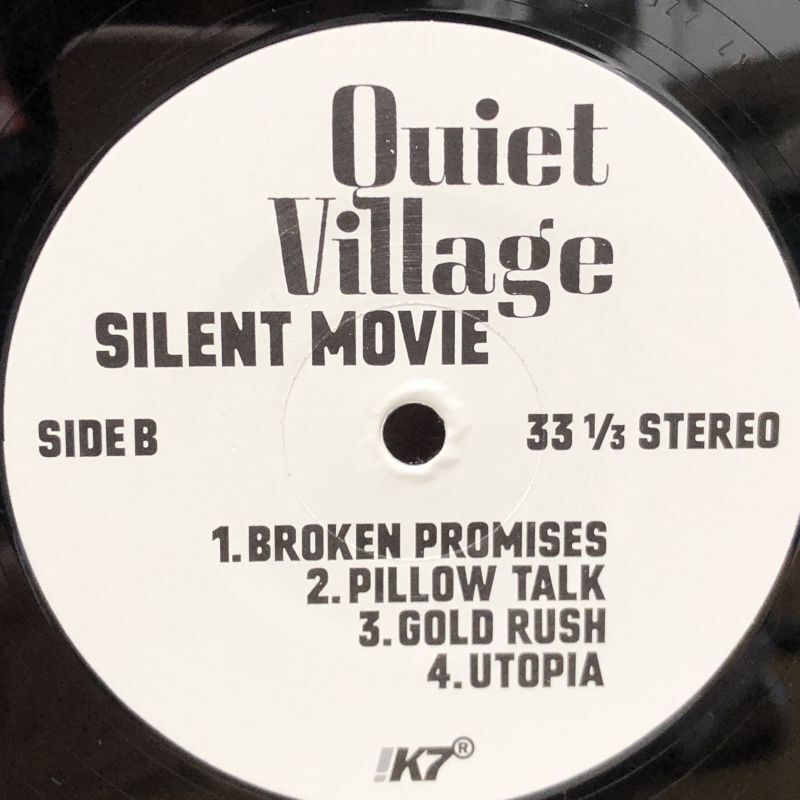 Quiet
Village
SILENT MOVIE
SIDE B
33 ⅓ STEREO
1. BROKEN PROMISES
2. PILLOW TALK
3. GOLD RUSH
4. UTOPIA
!K7®